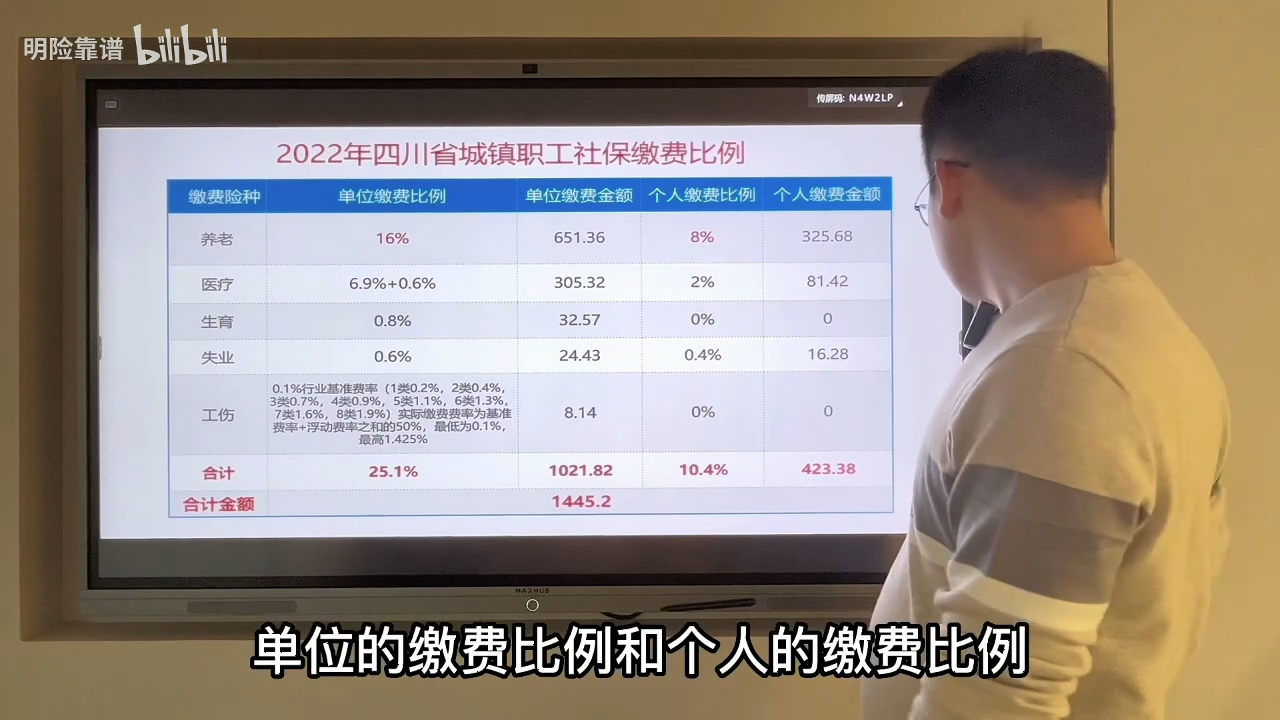 明险靠谱 bilibili
传屏码: N4W2LP
2022年四川省城镇职工社保缴费比例
缴费险种 单位缴费比例 单位缴费金额 个人缴费比例 个人缴费金额
养老 16% 651.36 8% 325.68
医疗 6.9%+0.6% 305.32 2% 81.42
生育 0.8% 32.57 0% 0
失业 0.6% 24.43 0.4% 16.28
工伤 0.1%行业基准费率（1类0.2%，2类0.4%，
3类0.7%，4类0.9%，5类1.1%，6类1.3%，
7类1.6%，8类1.9%）实际缴费费率为基准
费率+浮动费率之和的50%，最低为0.1%，
最高1.425% 8.14 0% 0
合计 25.1% 1021.82 10.4% 423.38
合计金额 1445.2
MAXHUB
单位的缴费比例和个人的缴费比例